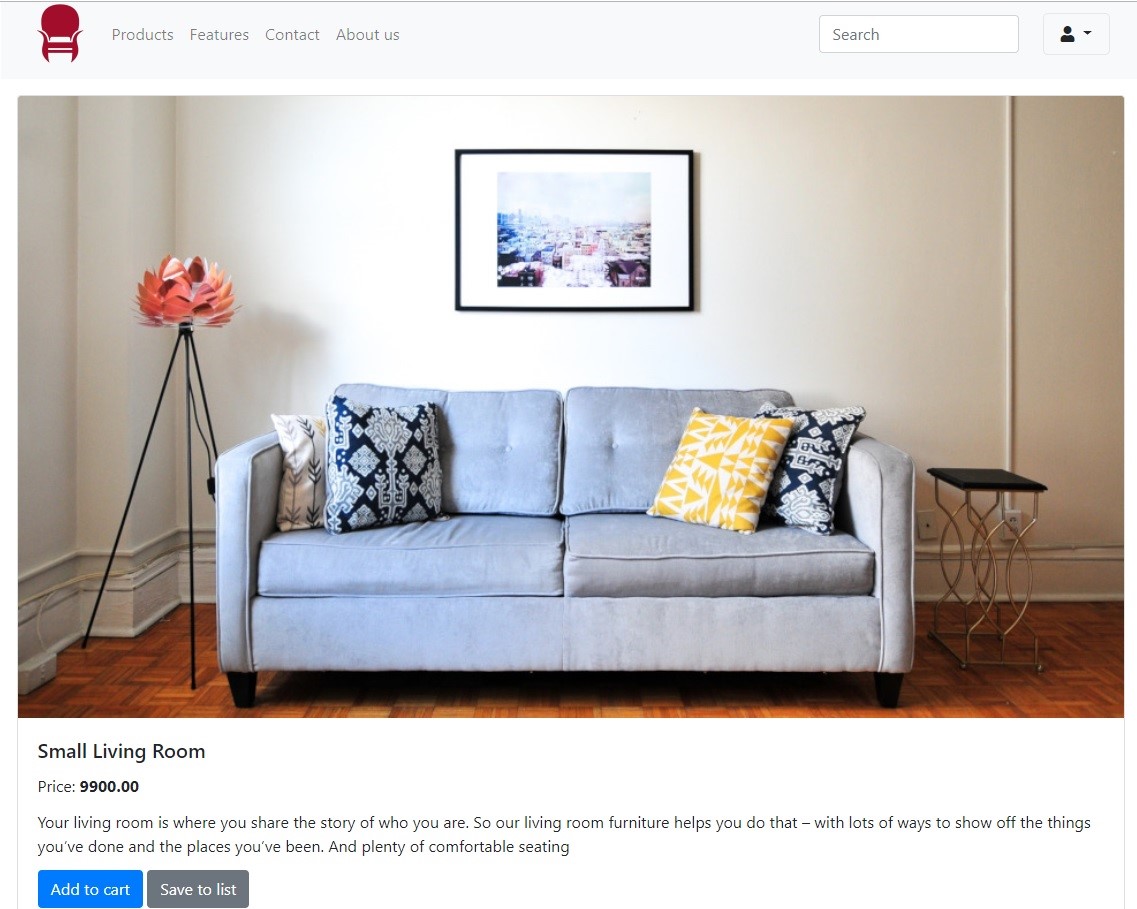 Products Features Contact About us Search
Small Living Room
Price: 9900.00
Your living room is where you share the story of who you are. So our living room furniture helps you do that – with lots of ways to show off the things
you’ve done and the places you’ve been. And plenty of comfortable seating
Add to cart Save to list